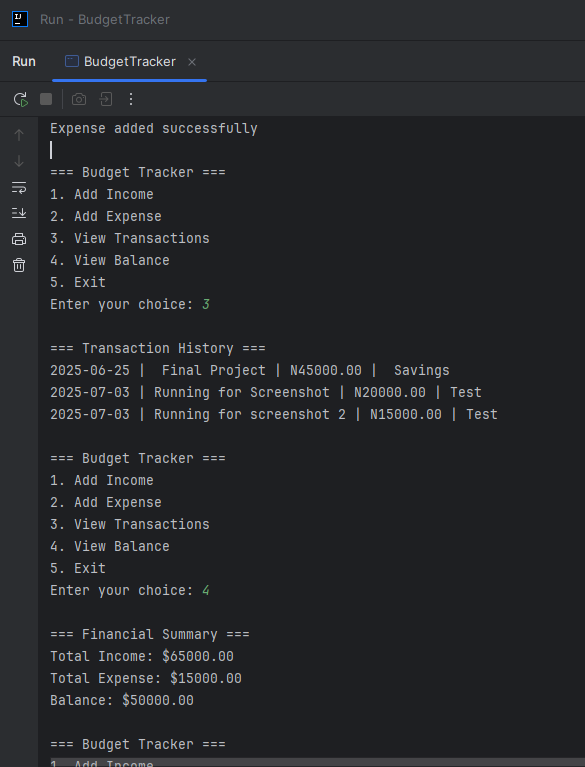 Run - BudgetTracker
Run BudgetTracker
Expense added successfully
=== Budget Tracker ===
1. Add Income
2. Add Expense
3. View Transactions
4. View Balance
5. Exit
Enter your choice: 3
=== Transaction History ===
2025-06-25 |  Final Project | N45000.00 |  Savings
2025-07-03 | Running for Screenshot | N20000.00 | Test
2025-07-03 | Running for screenshot 2 | N15000.00 | Test
=== Budget Tracker ===
1. Add Income
2. Add Expense
3. View Transactions
4. View Balance
5. Exit
Enter your choice: 4
=== Financial Summary ===
Total Income: $65000.00
Total Expense: $15000.00
Balance: $50000.00
=== Budget Tracker ===
1. Add Income